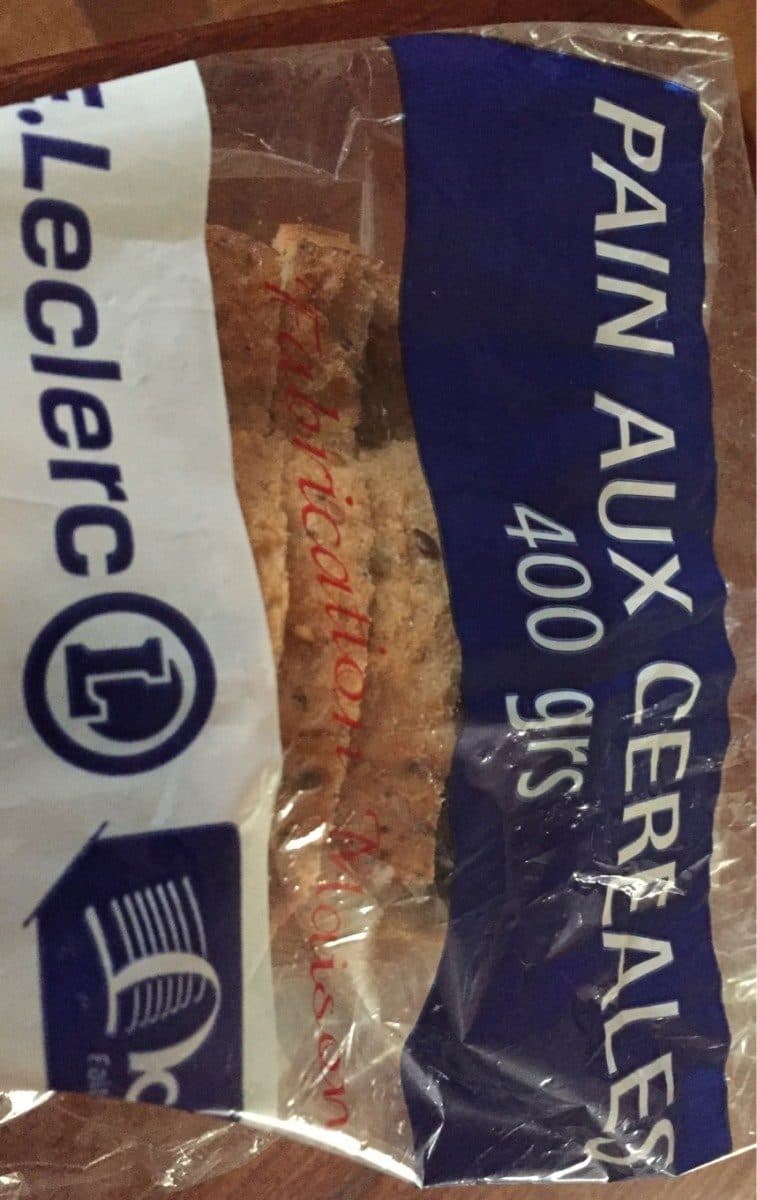 PAIN AUX CEREALES
400 grs
Fabrication Maison
E.Leclerc L